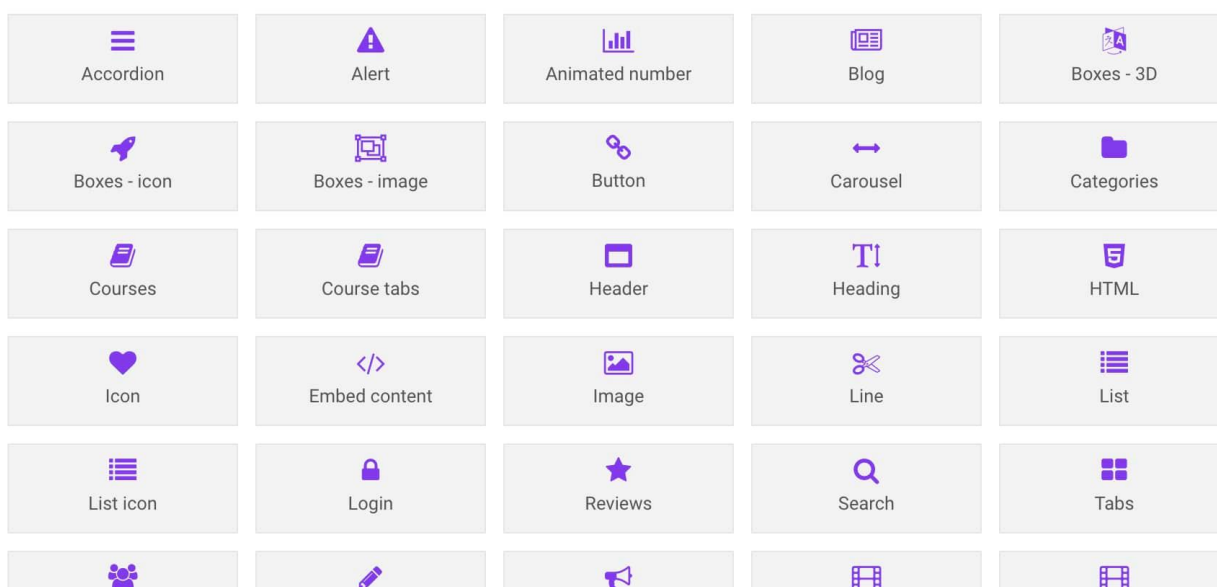 Accordion
Alert
Animated number
Blog
Boxes - 3D
Boxes - icon
Boxes - image
Button
Carousel
Categories
Courses
Course tabs
Header
Heading
HTML
Icon
Embed content
Image
Line
List
List icon
Login
Reviews
Search
Tabs